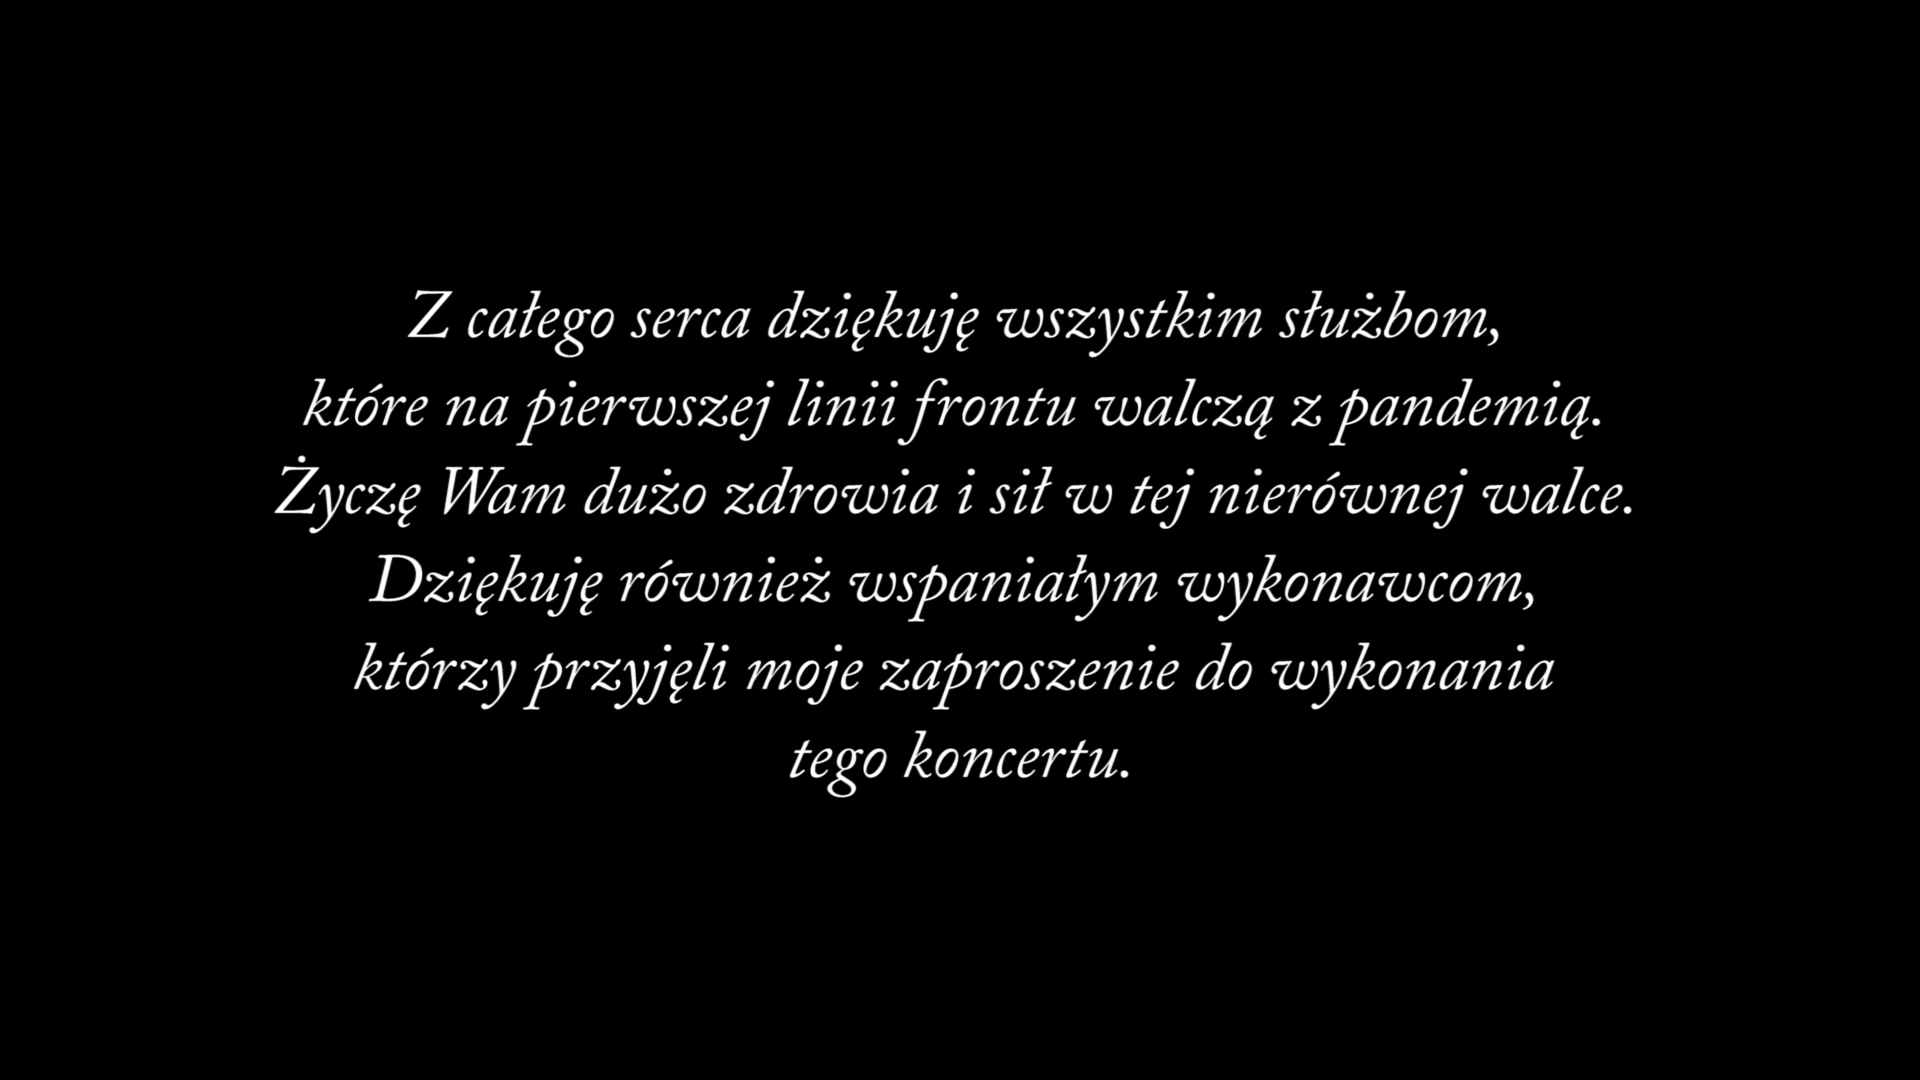 Z całego serca dziękuję wszystkim służbom,
które na pierwszej linii frontu walczą z pandemią.
Życzę Wam dużo zdrowia i sił w tej nierównej walce.
Dziękuję również wspaniałym wykonawcom,
którzy przyjęli moje zaproszenie do wykonania
tego koncertu.